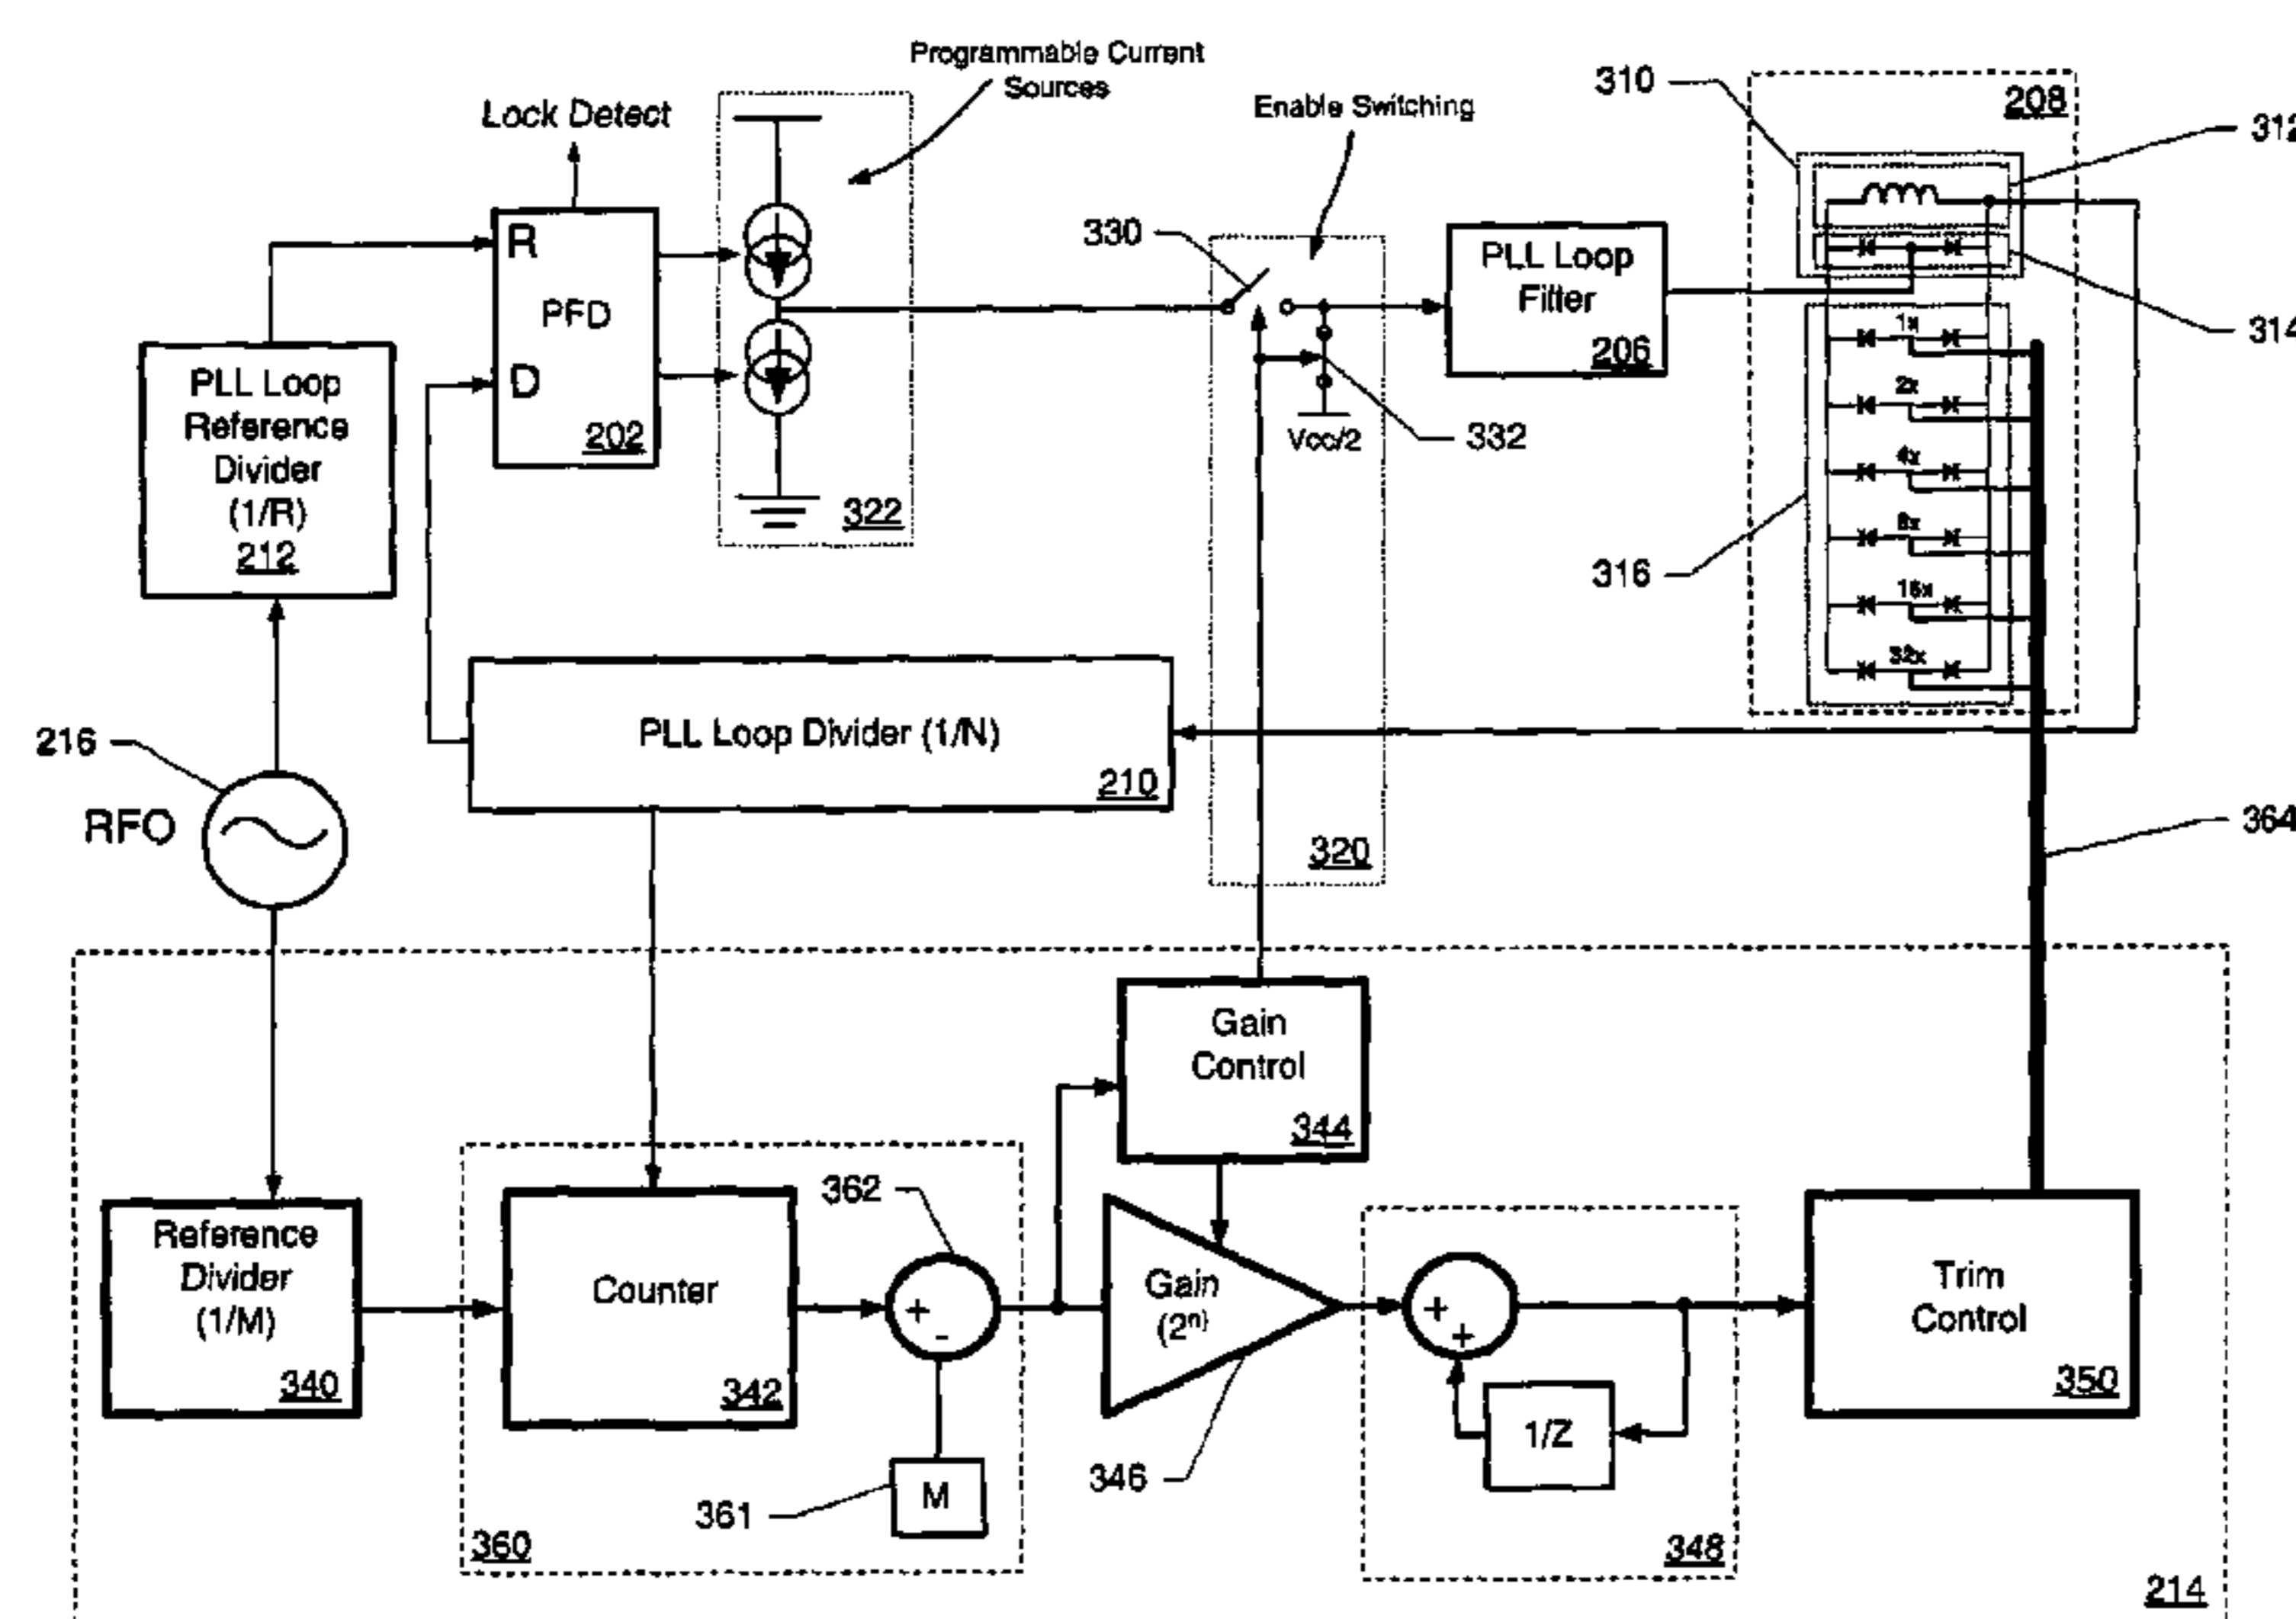 Programmable Current
Sources
Lock Detect
Enable Switching
310
208
312
R
PFD
D
202
322
330
PLL Loop
Filter
206
314
1x
2x
4x
8x
16x
32x
Vcc/2
332
316
PLL Loop
Reference
Divider
(1/R)
212
216
RFO
PLL Loop Divider (1/N)
210
320
364
Gain
Control
344
Reference
Divider
(1/M)
340
Counter
342
362
+
-
M
361
360
Gain
(2ⁿ)
346
+
+
1/Z
348
Trim
Control
350
214